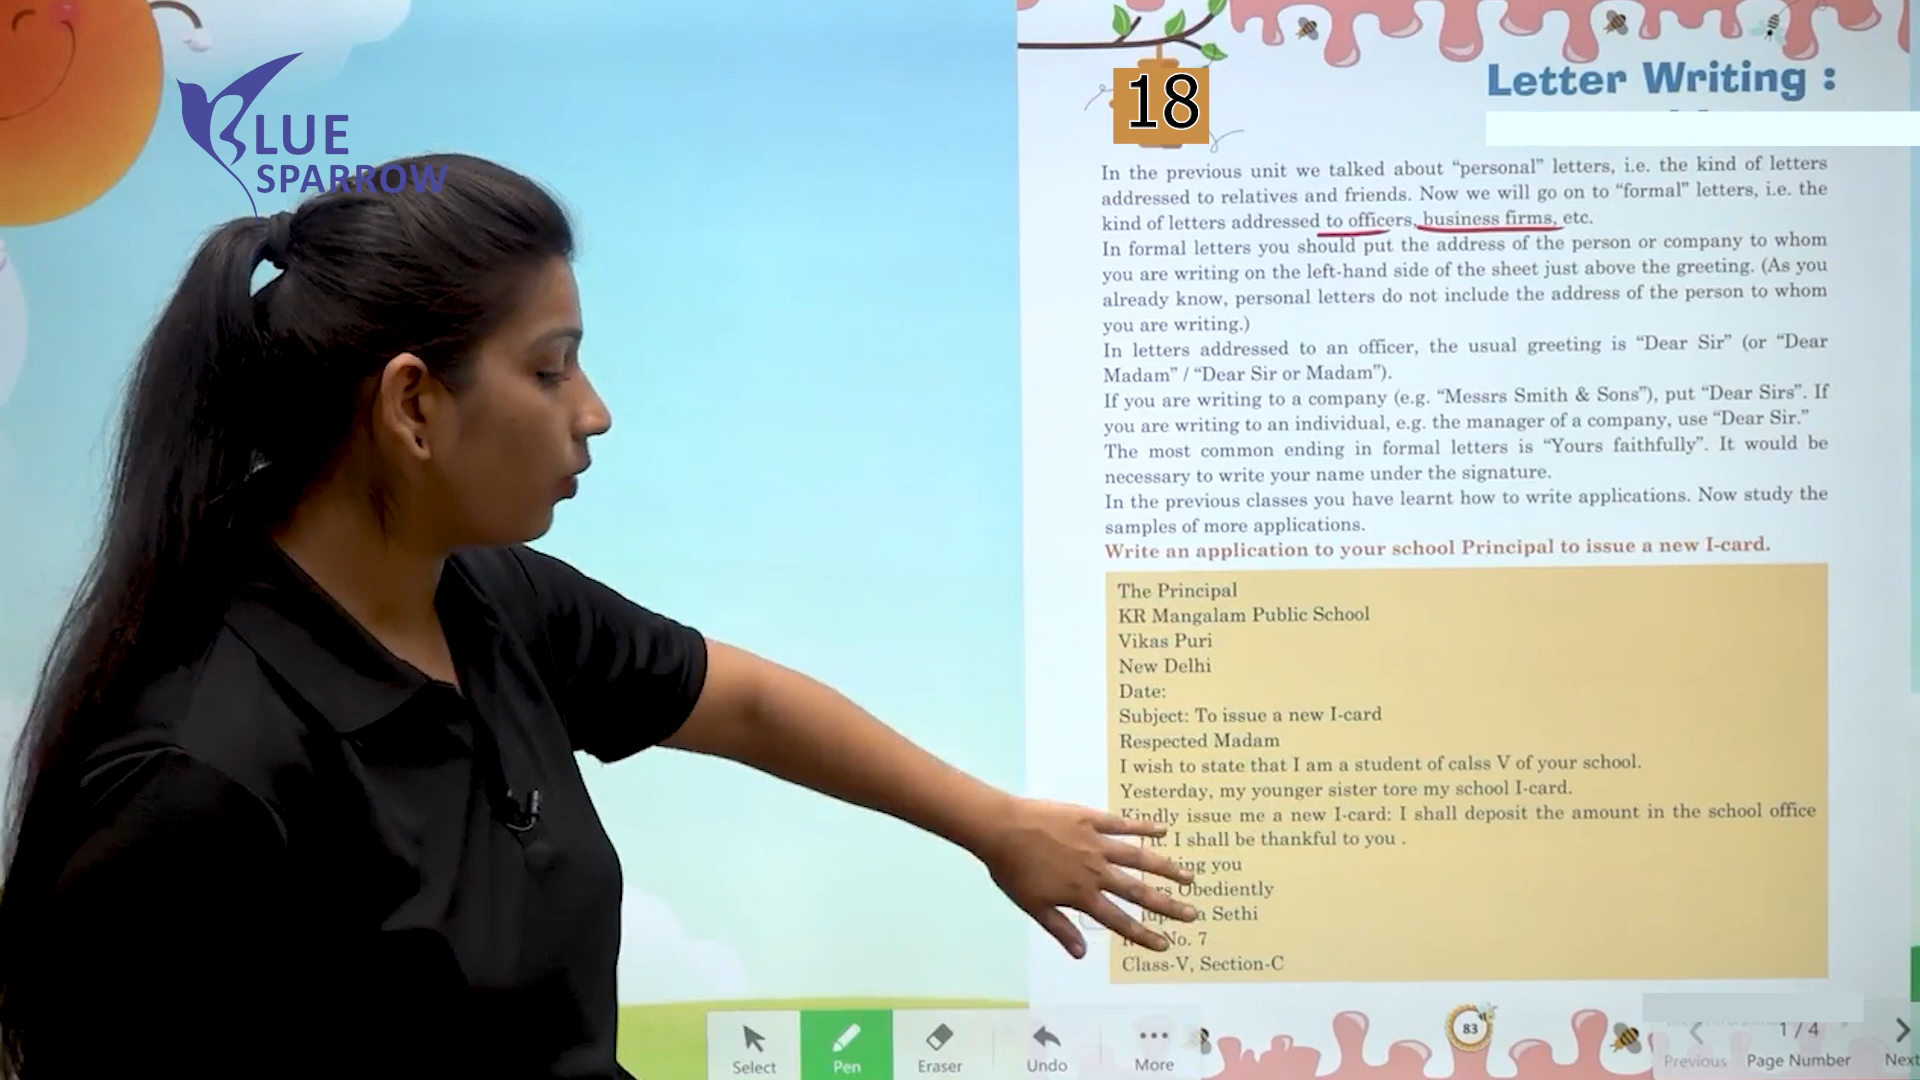 BLUE
SPARROW
18
Letter Writing :
In the previous unit we talked about “personal” letters, i.e. the kind of letters
addressed to relatives and friends. Now we will go on to “formal” letters, i.e. the
kind of letters addressed to officers, business firms, etc.
In formal letters you should put the address of the person or company to whom
you are writing on the left-hand side of the sheet just above the greeting. (As you
already know, personal letters do not include the address of the person to whom
you are writing.)
In letters addressed to an officer, the usual greeting is “Dear Sir” (or “Dear
Madam” / “Dear Sir or Madam”).
If you are writing to a company (e.g. “Messrs Smith & Sons”), put “Dear Sirs”. If
you are writing to an individual, e.g. the manager of a company, use “Dear Sir.”
The most common ending in formal letters is “Yours faithfully”. It would be
necessary to write your name under the signature.
In the previous classes you have learnt how to write applications. Now study the
samples of more applications.
Write an application to your school Principal to issue a new I-card.
The Principal
KR Mangalam Public School
Vikas Puri
New Delhi
Date:
Subject: To issue a new I-card
Respected Madam
I wish to state that I am a student of calss V of your school.
Yesterday, my younger sister tore my school I-card.
Kindly issue me a new I-card: I shall deposit the amount in the school office
it. I shall be thankful to you .
you
Obediently
Sethi
No. 7
Class-V, Section-C
83
Select
Pen
Eraser
Undo
More
1 / 4
Previous
Page Number
Next